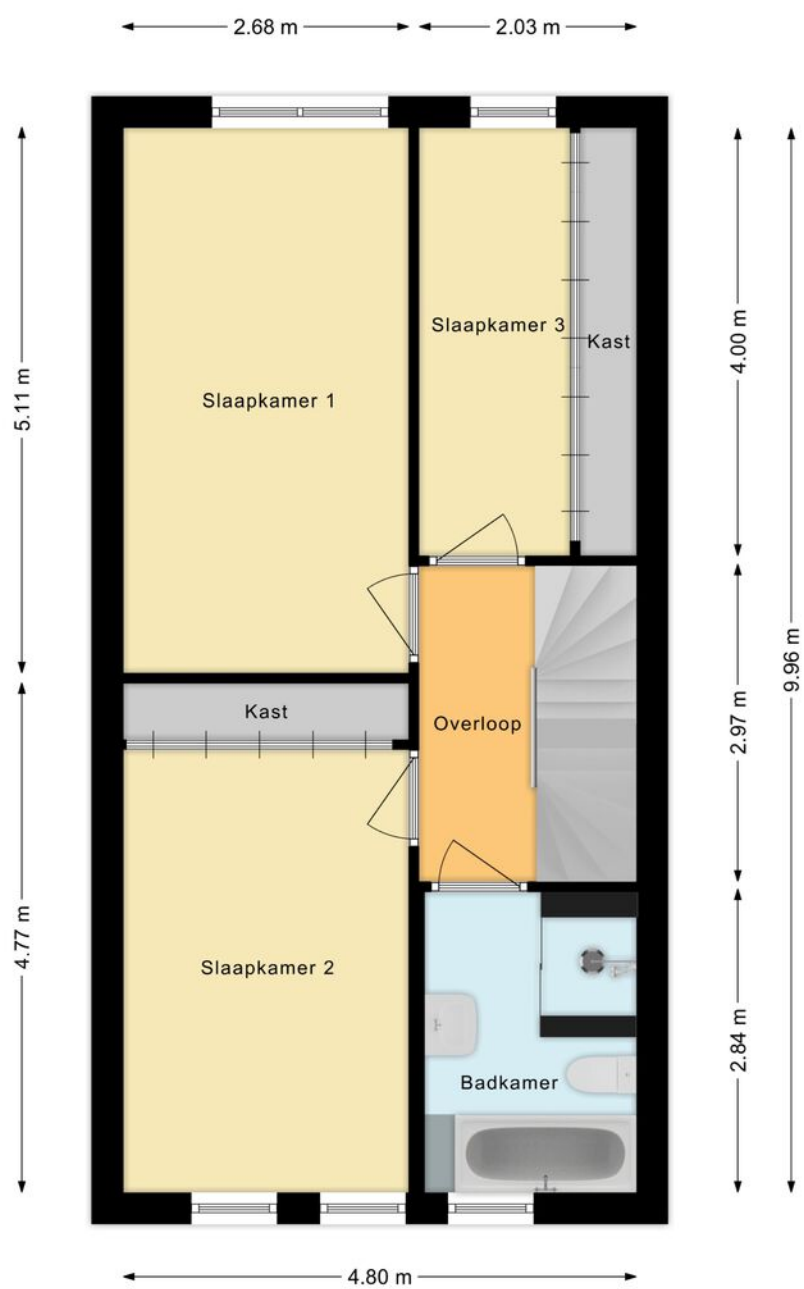 2.68 m
2.03 m
5.11 m
4.00 m
Slaapkamer 3
Kast
Slaapkamer 1
9.96 m
Kast
Overloop
2.97 m
4.77 m
Slaapkamer 2
2.84 m
Badkamer
4.80 m